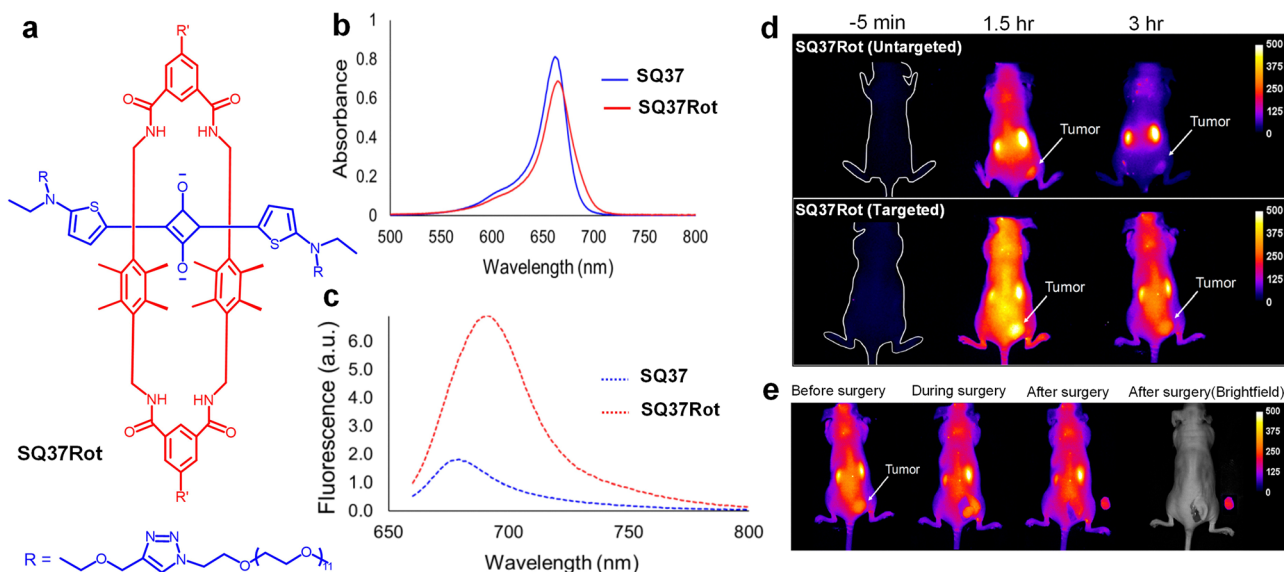 a
R'
O
O
NH
HN
R
N
S
O
S
N
R
O
HN
NH
O
O
R'
SQ37Rot
R =
O
N=N
N
O
O
11
b
Absorbance
1
0.8
0.6
0.4
0.2
0
500
550
600
650
700
750
800
Wavelength (nm)
SQ37
SQ37Rot
c
Fluorescence (a.u.)
6.0
5.0
4.0
3.0
2.0
1.0
0.0
660
700
750
800
Wavelength (nm)
SQ37
SQ37Rot
d
-5 min
1.5 hr
3 hr
SQ37Rot (Untargeted)
Tumor
Tumor
500
375
250
125
0
SQ37Rot (Targeted)
Tumor
Tumor
500
375
250
125
0
e
Before surgery
During surgery
After surgery
After surgery(Brightfield)
Tumor
500
375
250
125
0